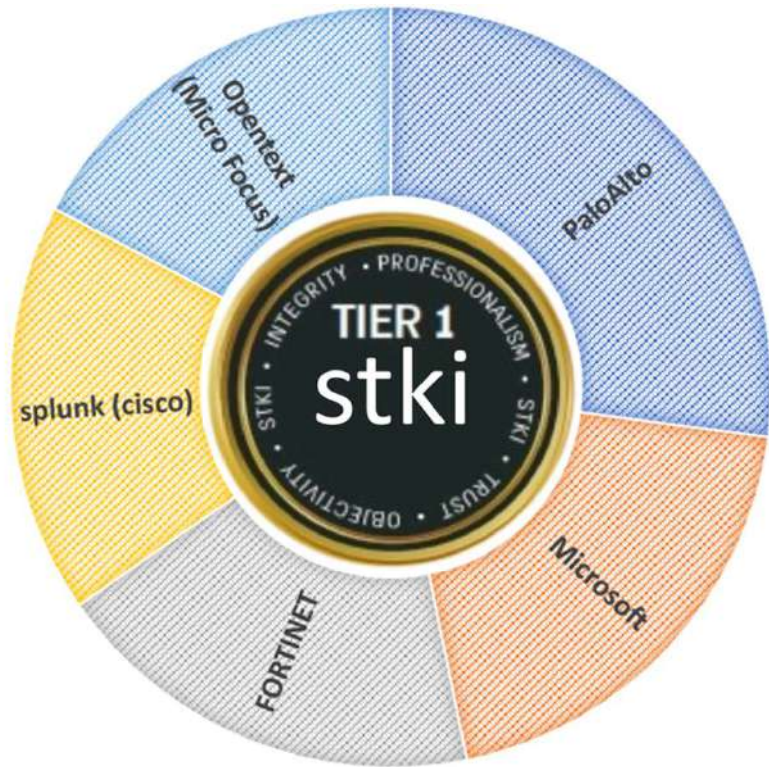 Opentext
(Micro Focus)
PaloAlto
splunk (cisco)
Microsoft
FORTINET
TIER 1
stki
STKI • INTEGRITY • PROFESSIONALISM • STKI • TRUST • OBJECTIVITY •